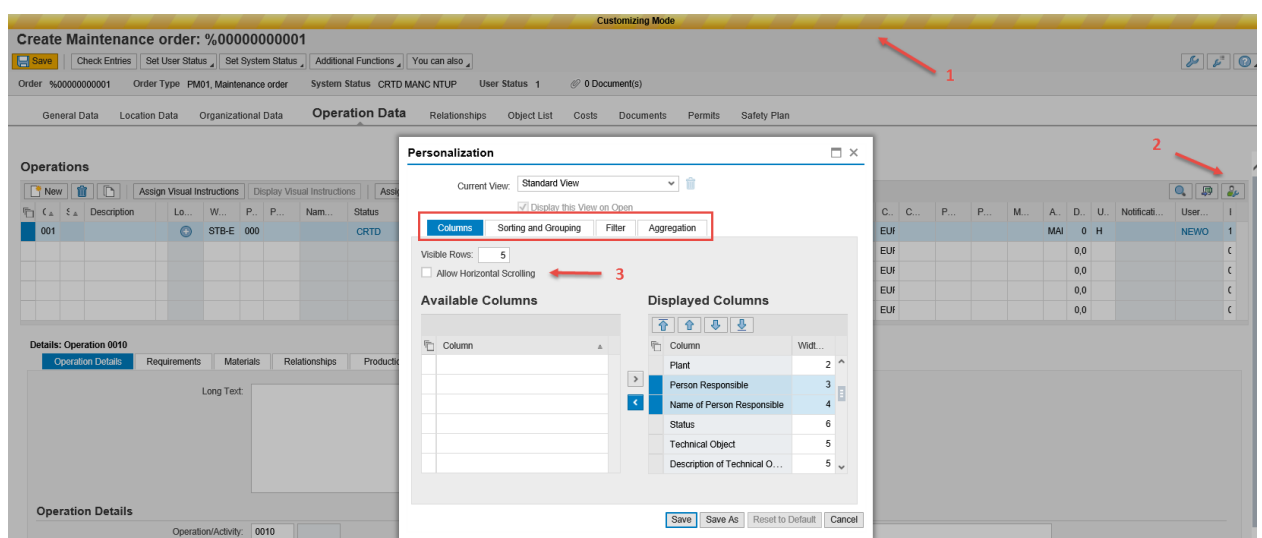 Customizing Mode
Create Maintenance order: %00000000001
Save Check Entries Set User Status Set System Status Additional Functions You can also
1
Order %00000000001 Order Type PM01, Maintenance order System Status CRTD MANC NTUP User Status 1 0 Document(s)
General Data Location Data Organizational Data Operation Data Relationships Object List Costs Documents Permits Safety Plan
2
Personalization
Operations
Current View: Standard View
New Assign Visual Instructions Display Visual Instructions
Display this View on Open
Description Lo... W... P... P... Nam... Status C... C... P... P... M... A.. D.. U.. Notificati... User...
001 STB-E 000 CRTD EUR MAI 0 H NEWO 1
Columns Sorting and Grouping Filter Aggregation
Visible Rows: 5
0,0
EUR
Allow Horizontal Scrolling
3
0,0
EUR
0,0
EUR
Available Columns Displayed Columns
0,0
EUR
Details: Operation 0010
Column Column Widt...
Operation Details Requirements Materials Relationships
Plant 2
Long Text:
Person Responsible 3
Name of Person Responsible 4
Status 6
Technical Object 5
Description of Technical O... 5
Operation Details
Save Save As Reset to Default Cancel
Operation/Activity: 0010